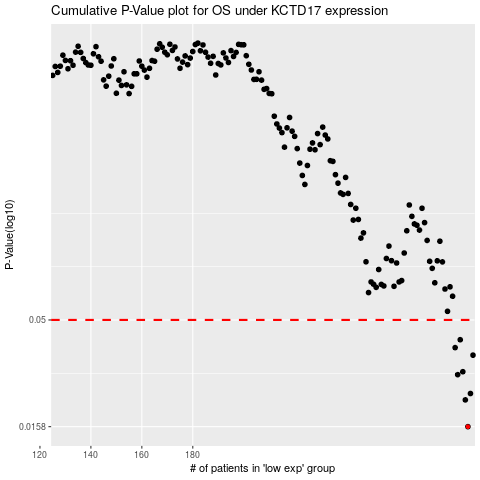 Cumulative P-Value plot for OS under KCTD17 expression
P-Value(log10)
0.05
0.0158
120 140 160 180
# of patients in 'low exp' group